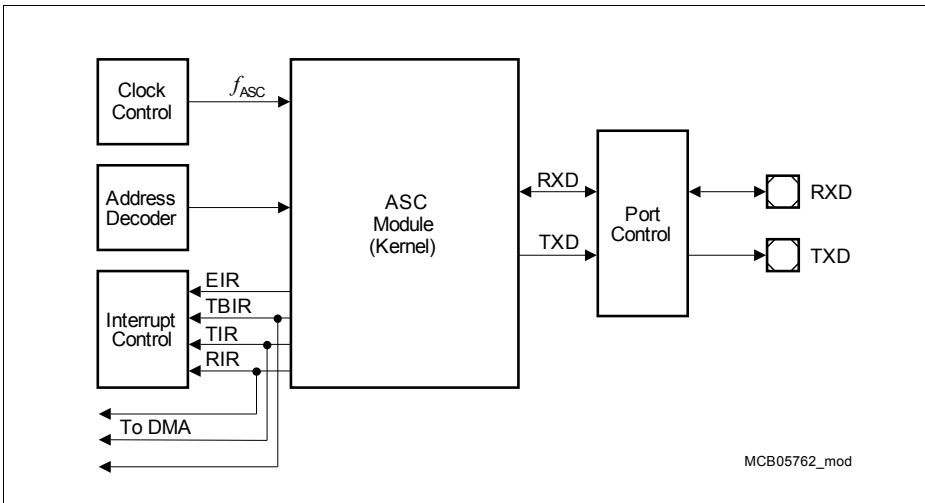 Clock
Control
fASC
Address
Decoder
ASC
Module
(Kernel)
RXD
TXD
Port
Control
RXD
TXD
Interrupt
Control
EIR
TBIR
TIR
RIR
To DMA
MCB05762_mod